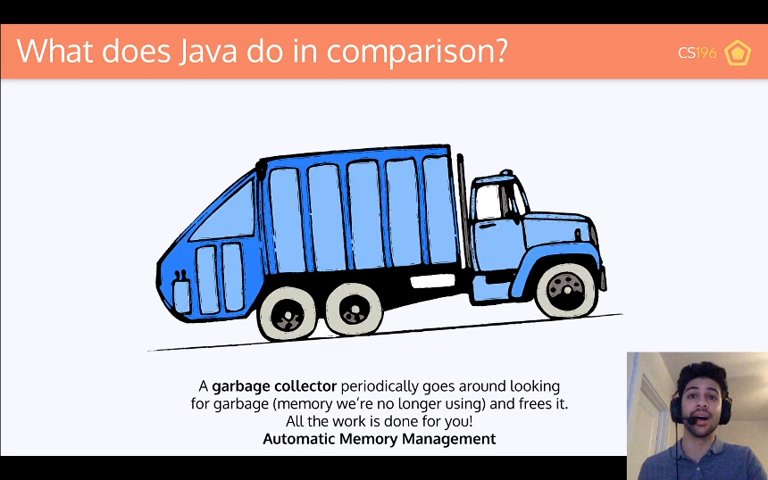 What does Java do in comparison?
CS196
A garbage collector periodically goes around looking
for garbage (memory we're no longer using) and frees it.
All the work is done for you!
Automatic Memory Management